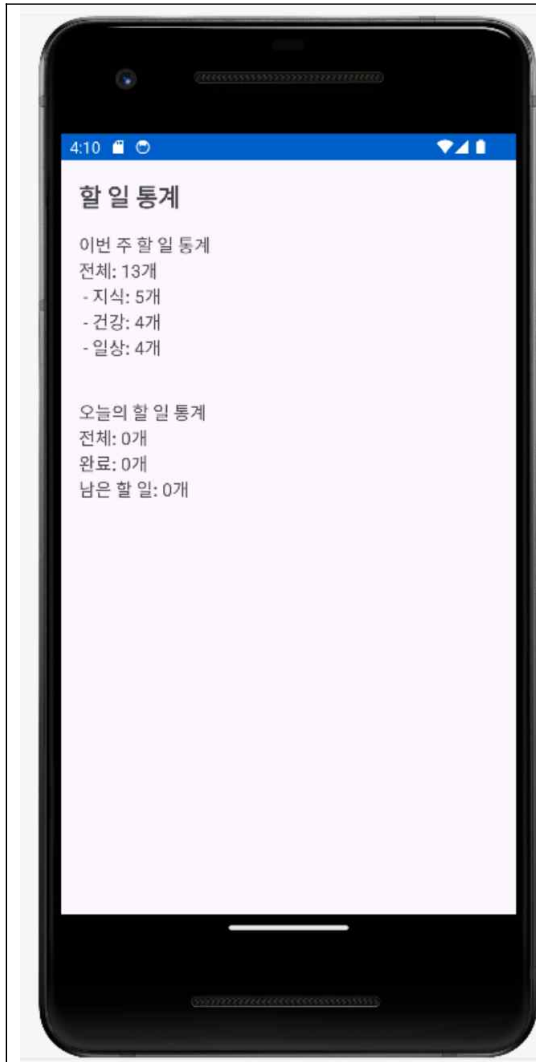 4:10
할 일 통계
이번 주 할 일 통계
전체: 13개
- 지식: 5개
- 건강: 4개
- 일상: 4개
오늘의 할 일 통계
전체: 0개
완료: 0개
남은 할 일: 0개